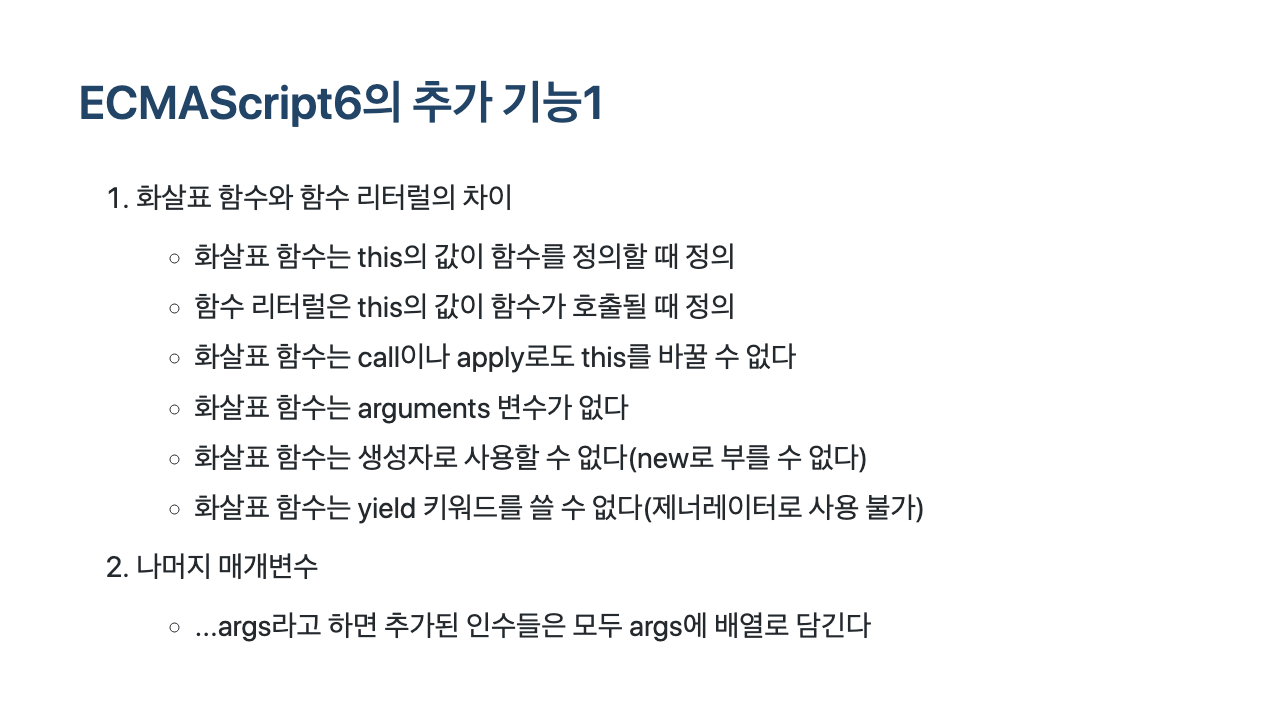 ECMAScript6의 추가 기능1
1. 화살표 함수와 함수 리터럴의 차이
◦ 화살표 함수는 this의 값이 함수를 정의할 때 정의
◦ 함수 리터럴은 this의 값이 함수가 호출될 때 정의
◦ 화살표 함수는 call이나 apply로도 this를 바꿀 수 없다
◦ 화살표 함수는 arguments 변수가 없다
◦ 화살표 함수는 생성자로 사용할 수 없다(new로 부를 수 없다)
◦ 화살표 함수는 yield 키워드를 쓸 수 없다(제너레이터로 사용 불가)
2. 나머지 매개변수
◦ ...args라고 하면 추가된 인수들은 모두 args에 배열로 담긴다